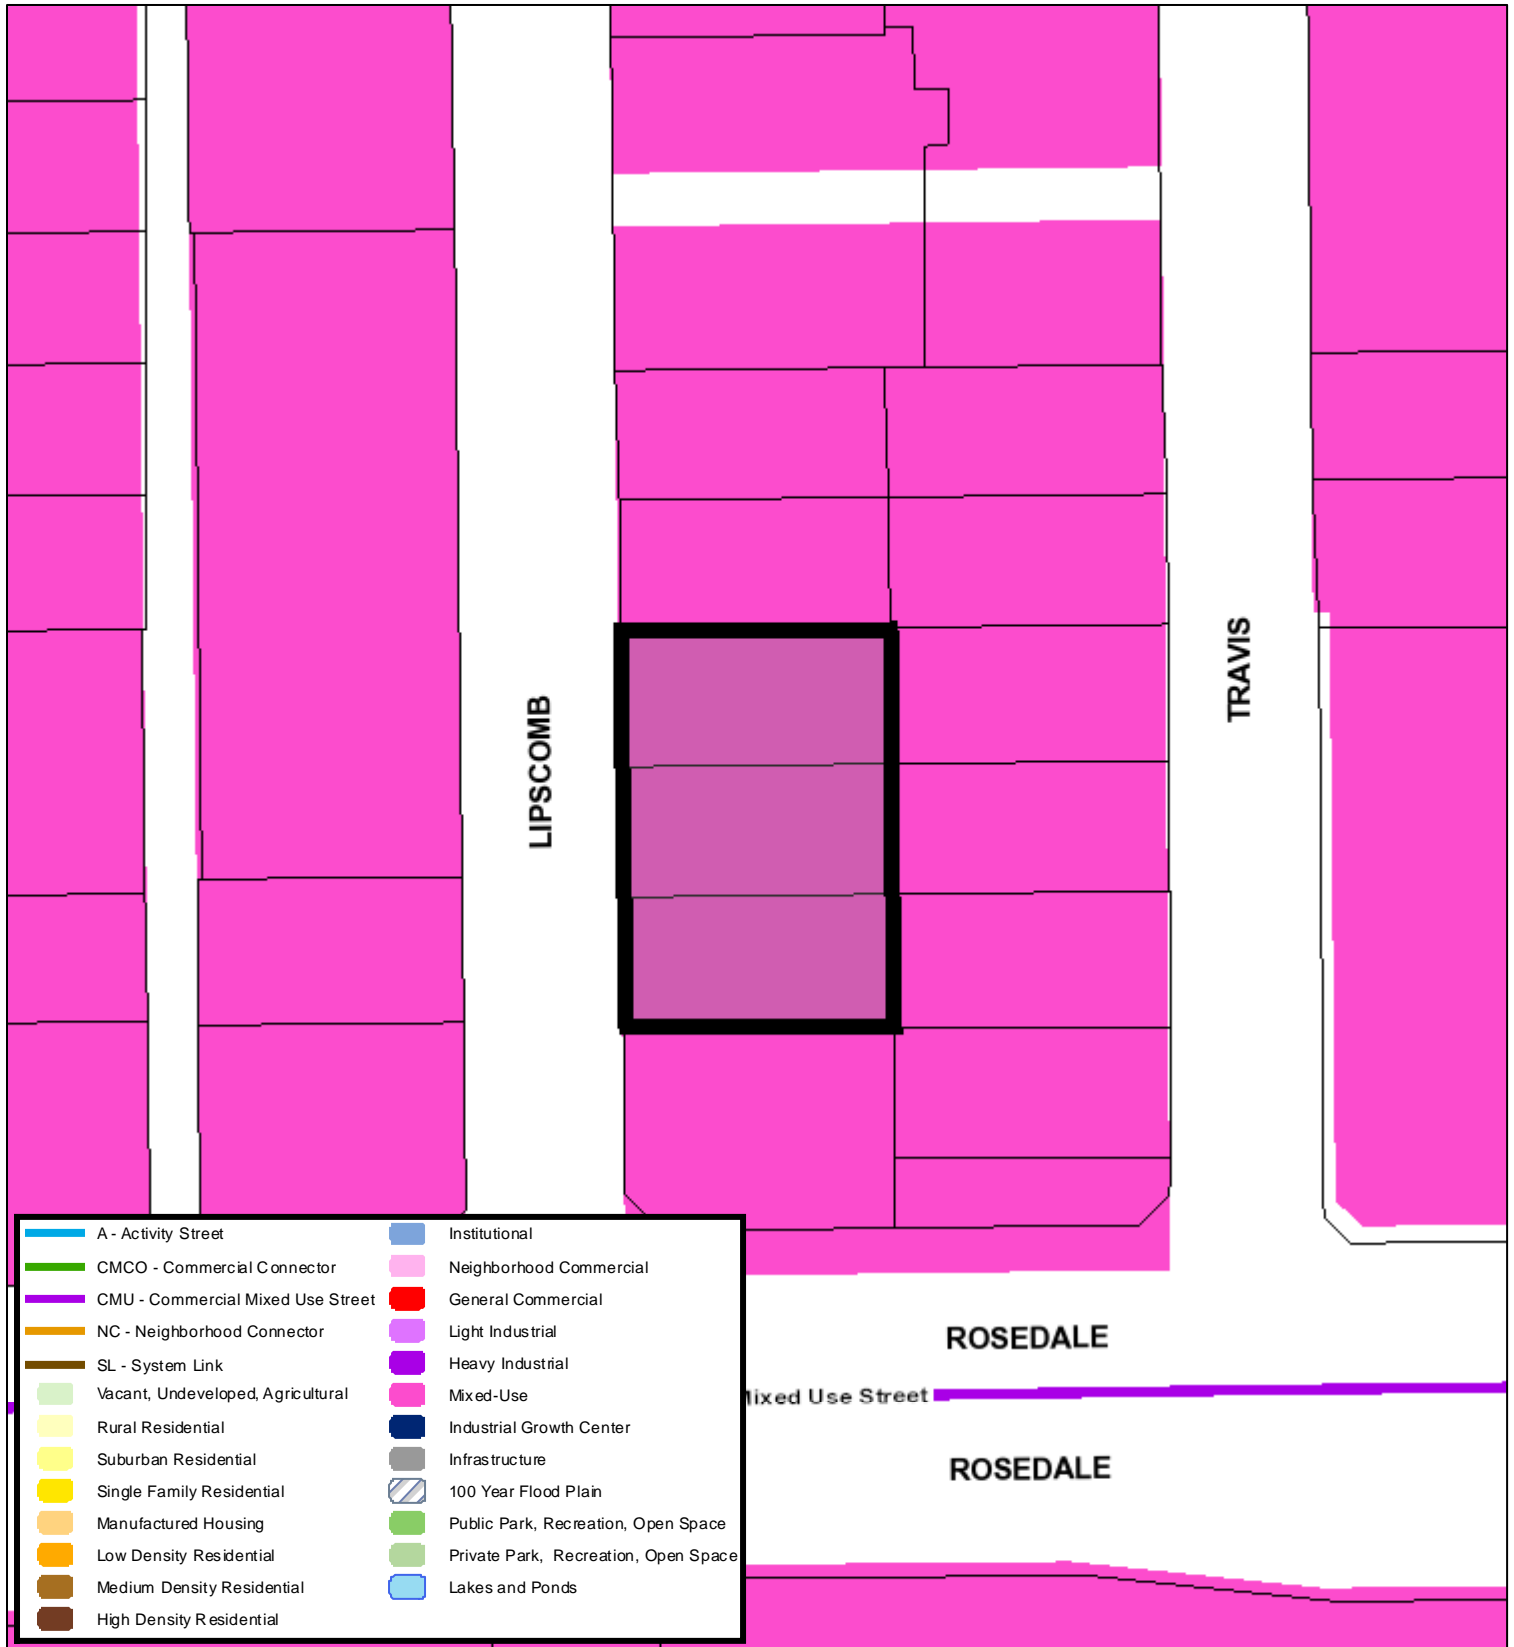 LIPSCOMB
TRAVIS
ROSEDALE
Mixed Use Street
ROSEDALE
A - Activity Street
CMCO - Commercial Connector
CMU - Commercial Mixed Use Street
NC - Neighborhood Connector
SL - System Link
Vacant, Undeveloped, Agricultural
Rural Residential
Suburban Residential
Single Family Residential
Manufactured Housing
Low Density Residential
Medium Density Residential
High Density Residential
Institutional
Neighborhood Commercial
General Commercial
Light Industrial
Heavy Industrial
Mixed-Use
Industrial Growth Center
Infrastructure
100 Year Flood Plain
Public Park, Recreation, Open Space
Private Park, Recreation, Open Space
Lakes and Ponds